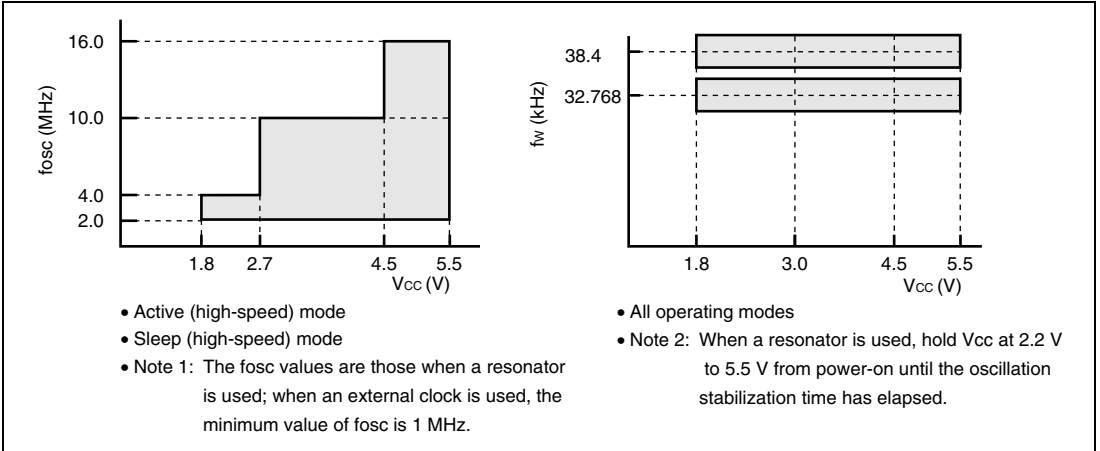 16.0
10.0
4.0
2.0
fosc (MHz)
1.8 2.7 4.5 5.5
VCC (V)
• Active (high-speed) mode
• Sleep (high-speed) mode
• Note 1: The fosc values are those when a resonator
is used; when an external clock is used, the
minimum value of fosc is 1 MHz.
38.4
32.768
fw (kHz)
1.8 3.0 4.5 5.5
VCC (V)
• All operating modes
• Note 2: When a resonator is used, hold Vcc at 2.2 V
to 5.5 V from power-on until the oscillation
stabilization time has elapsed.